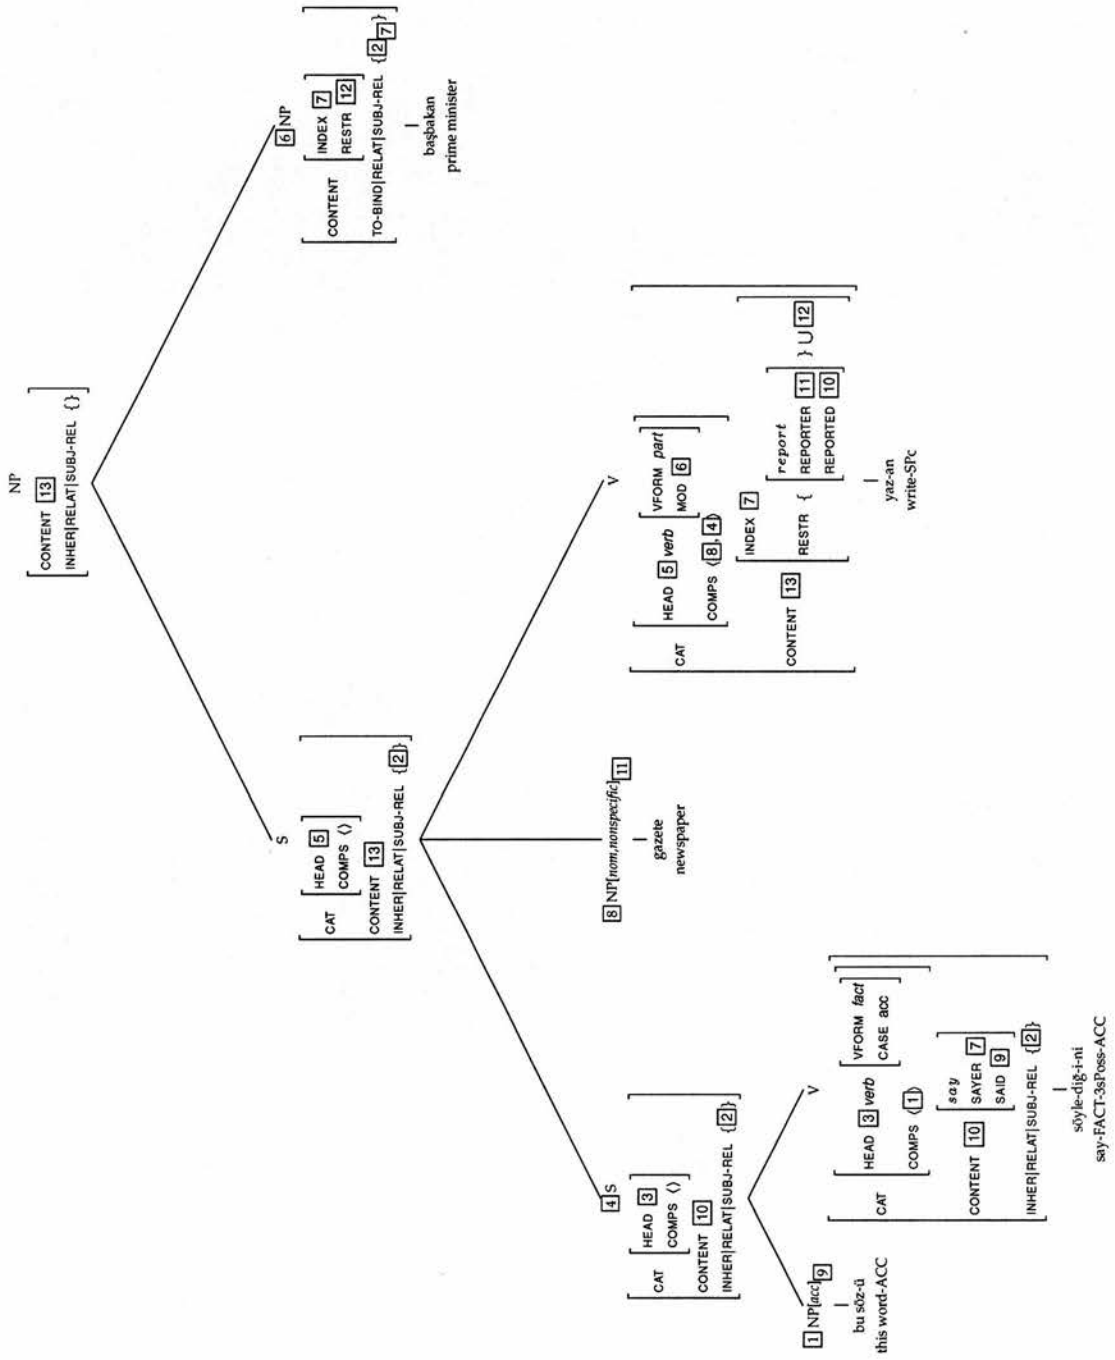 NP
CONTENT 13
INHER|RELAT|SUBJ-REL {}
S
CAT HEAD 5
COMPS ⟨⟩
CONTENT 13
INHER|RELAT|SUBJ-REL {2}
6 NP
CONTENT INDEX 7
RESTR 12
TO-BIND|RELAT|SUBJ-REL {2 7}
başbakan
prime minister
4 S
CAT HEAD 3
COMPS ⟨⟩
CONTENT 10
INHER|RELAT|SUBJ-REL {2}
8 NP[nom,nonspecific] 11
gazete
newspaper
V
CAT HEAD 5 verb VFORM part
MOD 6
COMPS ⟨8, 4⟩
CONTENT 13 INDEX 7
RESTR { report
REPORTER 11
REPORTED 10 } ∪ 12
yaz-an
write-SPc
1 NP[acc] 9
bu söz-ü
this word-ACC
V
CAT HEAD 3 verb VFORM fact
CASE acc
COMPS ⟨1⟩
CONTENT 10 say
SAYER 7
SAID 9
INHER|RELAT|SUBJ-REL {2}
söyle-diğ-i-ni
say-FACT-3sPoss-ACC